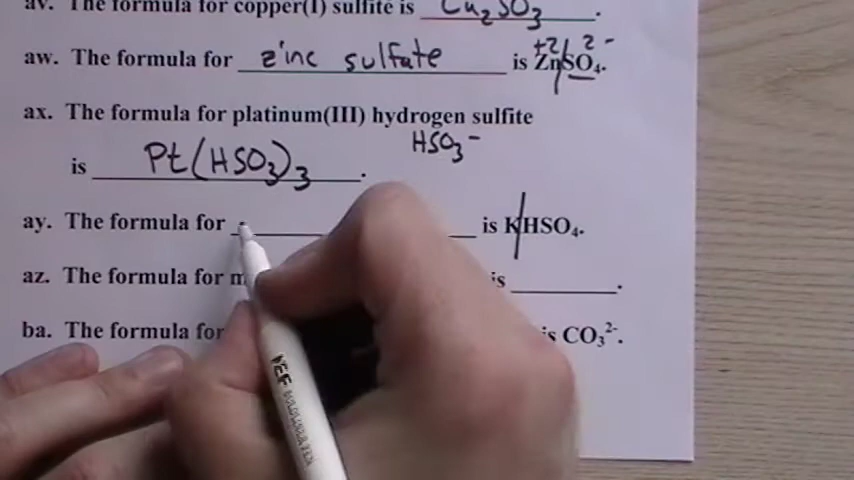 av. The formula for copper(I) sulfite is Cu2SO3.
aw. The formula for zinc sulfate is ZnSO4. +2 2-
ax. The formula for platinum(III) hydrogen sulfite HSO3-
is Pt(HSO3)3.
ay. The formula for ___ is KHSO4.
az. The formula for is ___.
ba. The formula for is CO3 2-.